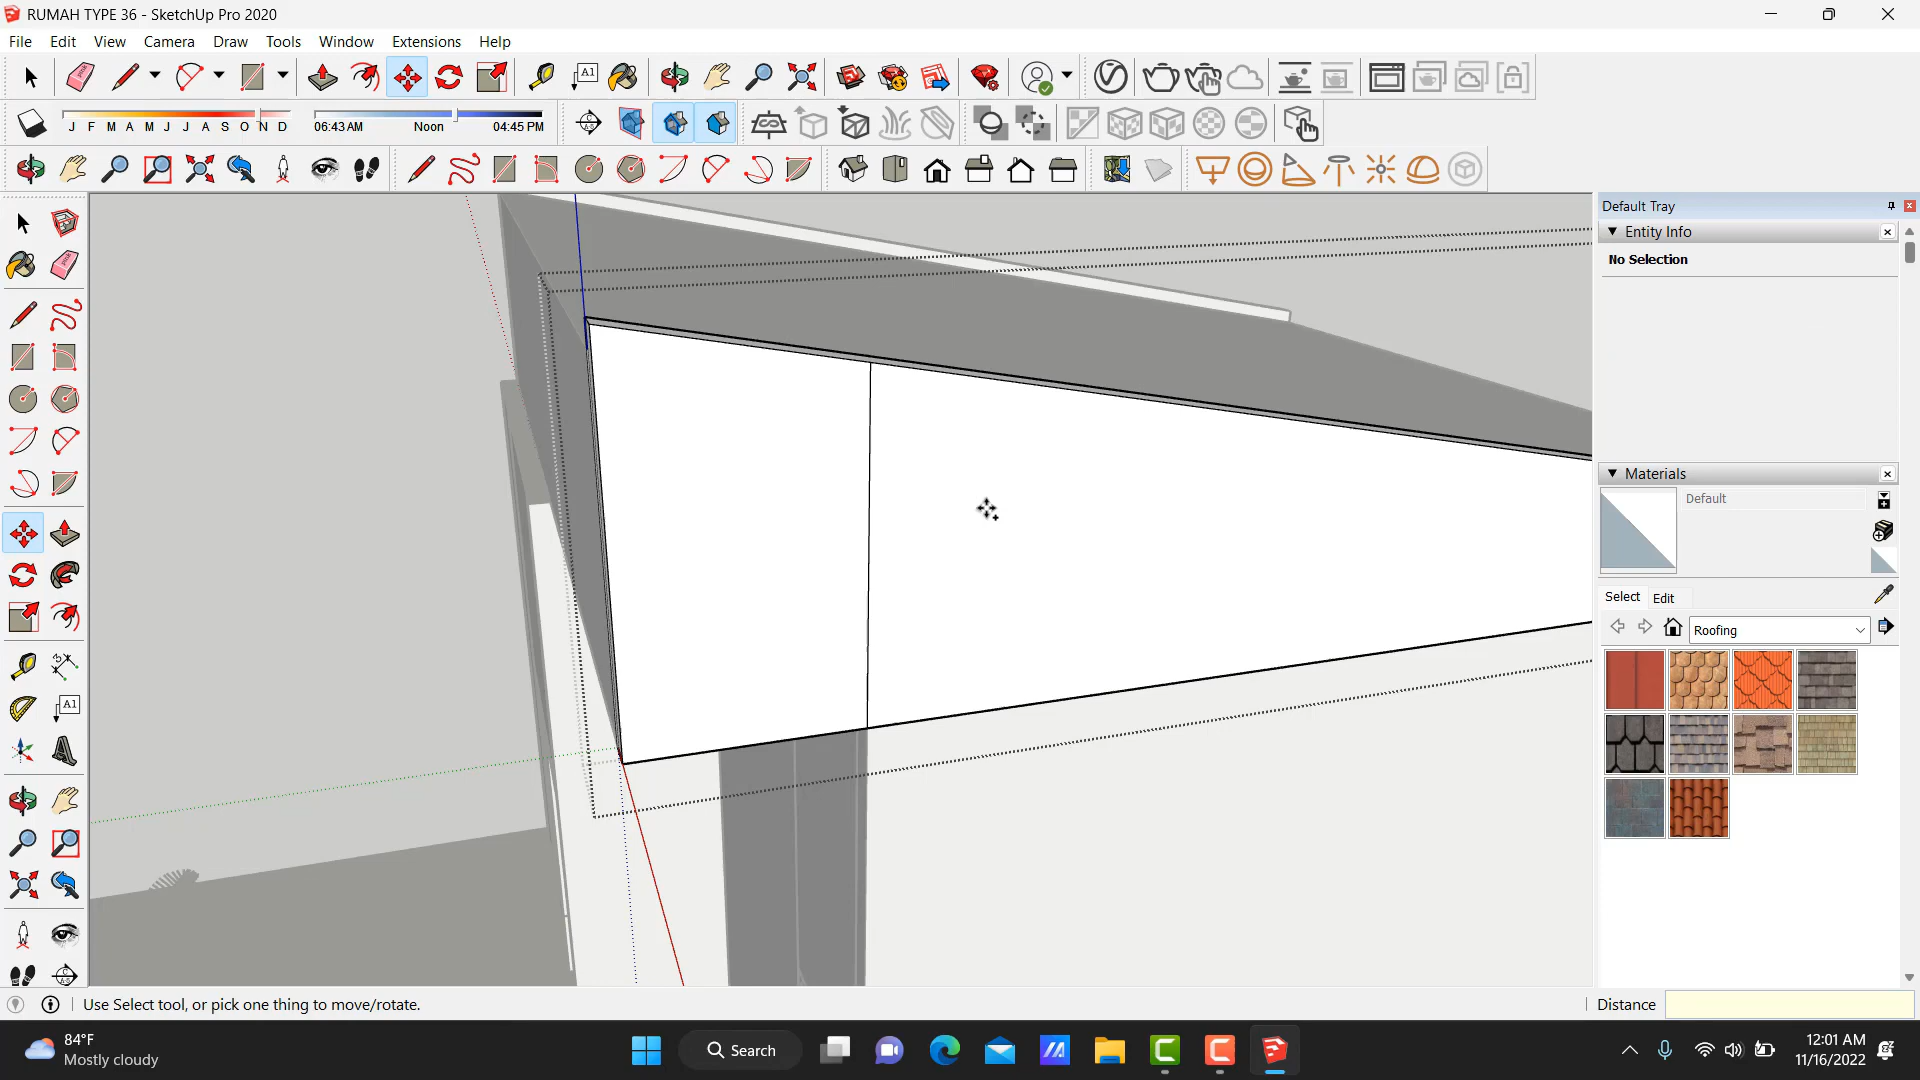 RUMAH TYPE 36 - SketchUp Pro 2020
File Edit View Camera Draw Tools Window Extensions Help
A1
J F M A M J J A S O N D 06:43 AM Noon 04:45 PM
Default Tray
Entity Info
No Selection
Materials
Default
Select Edit
Roofing
A1
Use Select tool, or pick one thing to move/rotate.
Distance
84°F
Mostly cloudy
Search
12:01 AM
11/16/2022